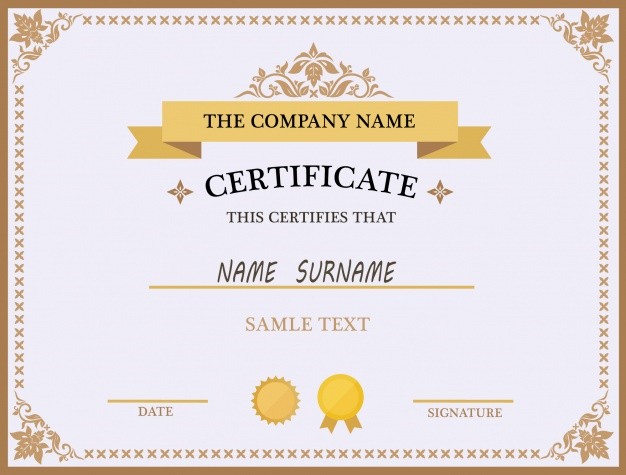 THE COMPANY NAME
CERTIFICATE
THIS CERTIFIES THAT
NAME SURNAME
SAMLE TEXT
DATE
SIGNATURE